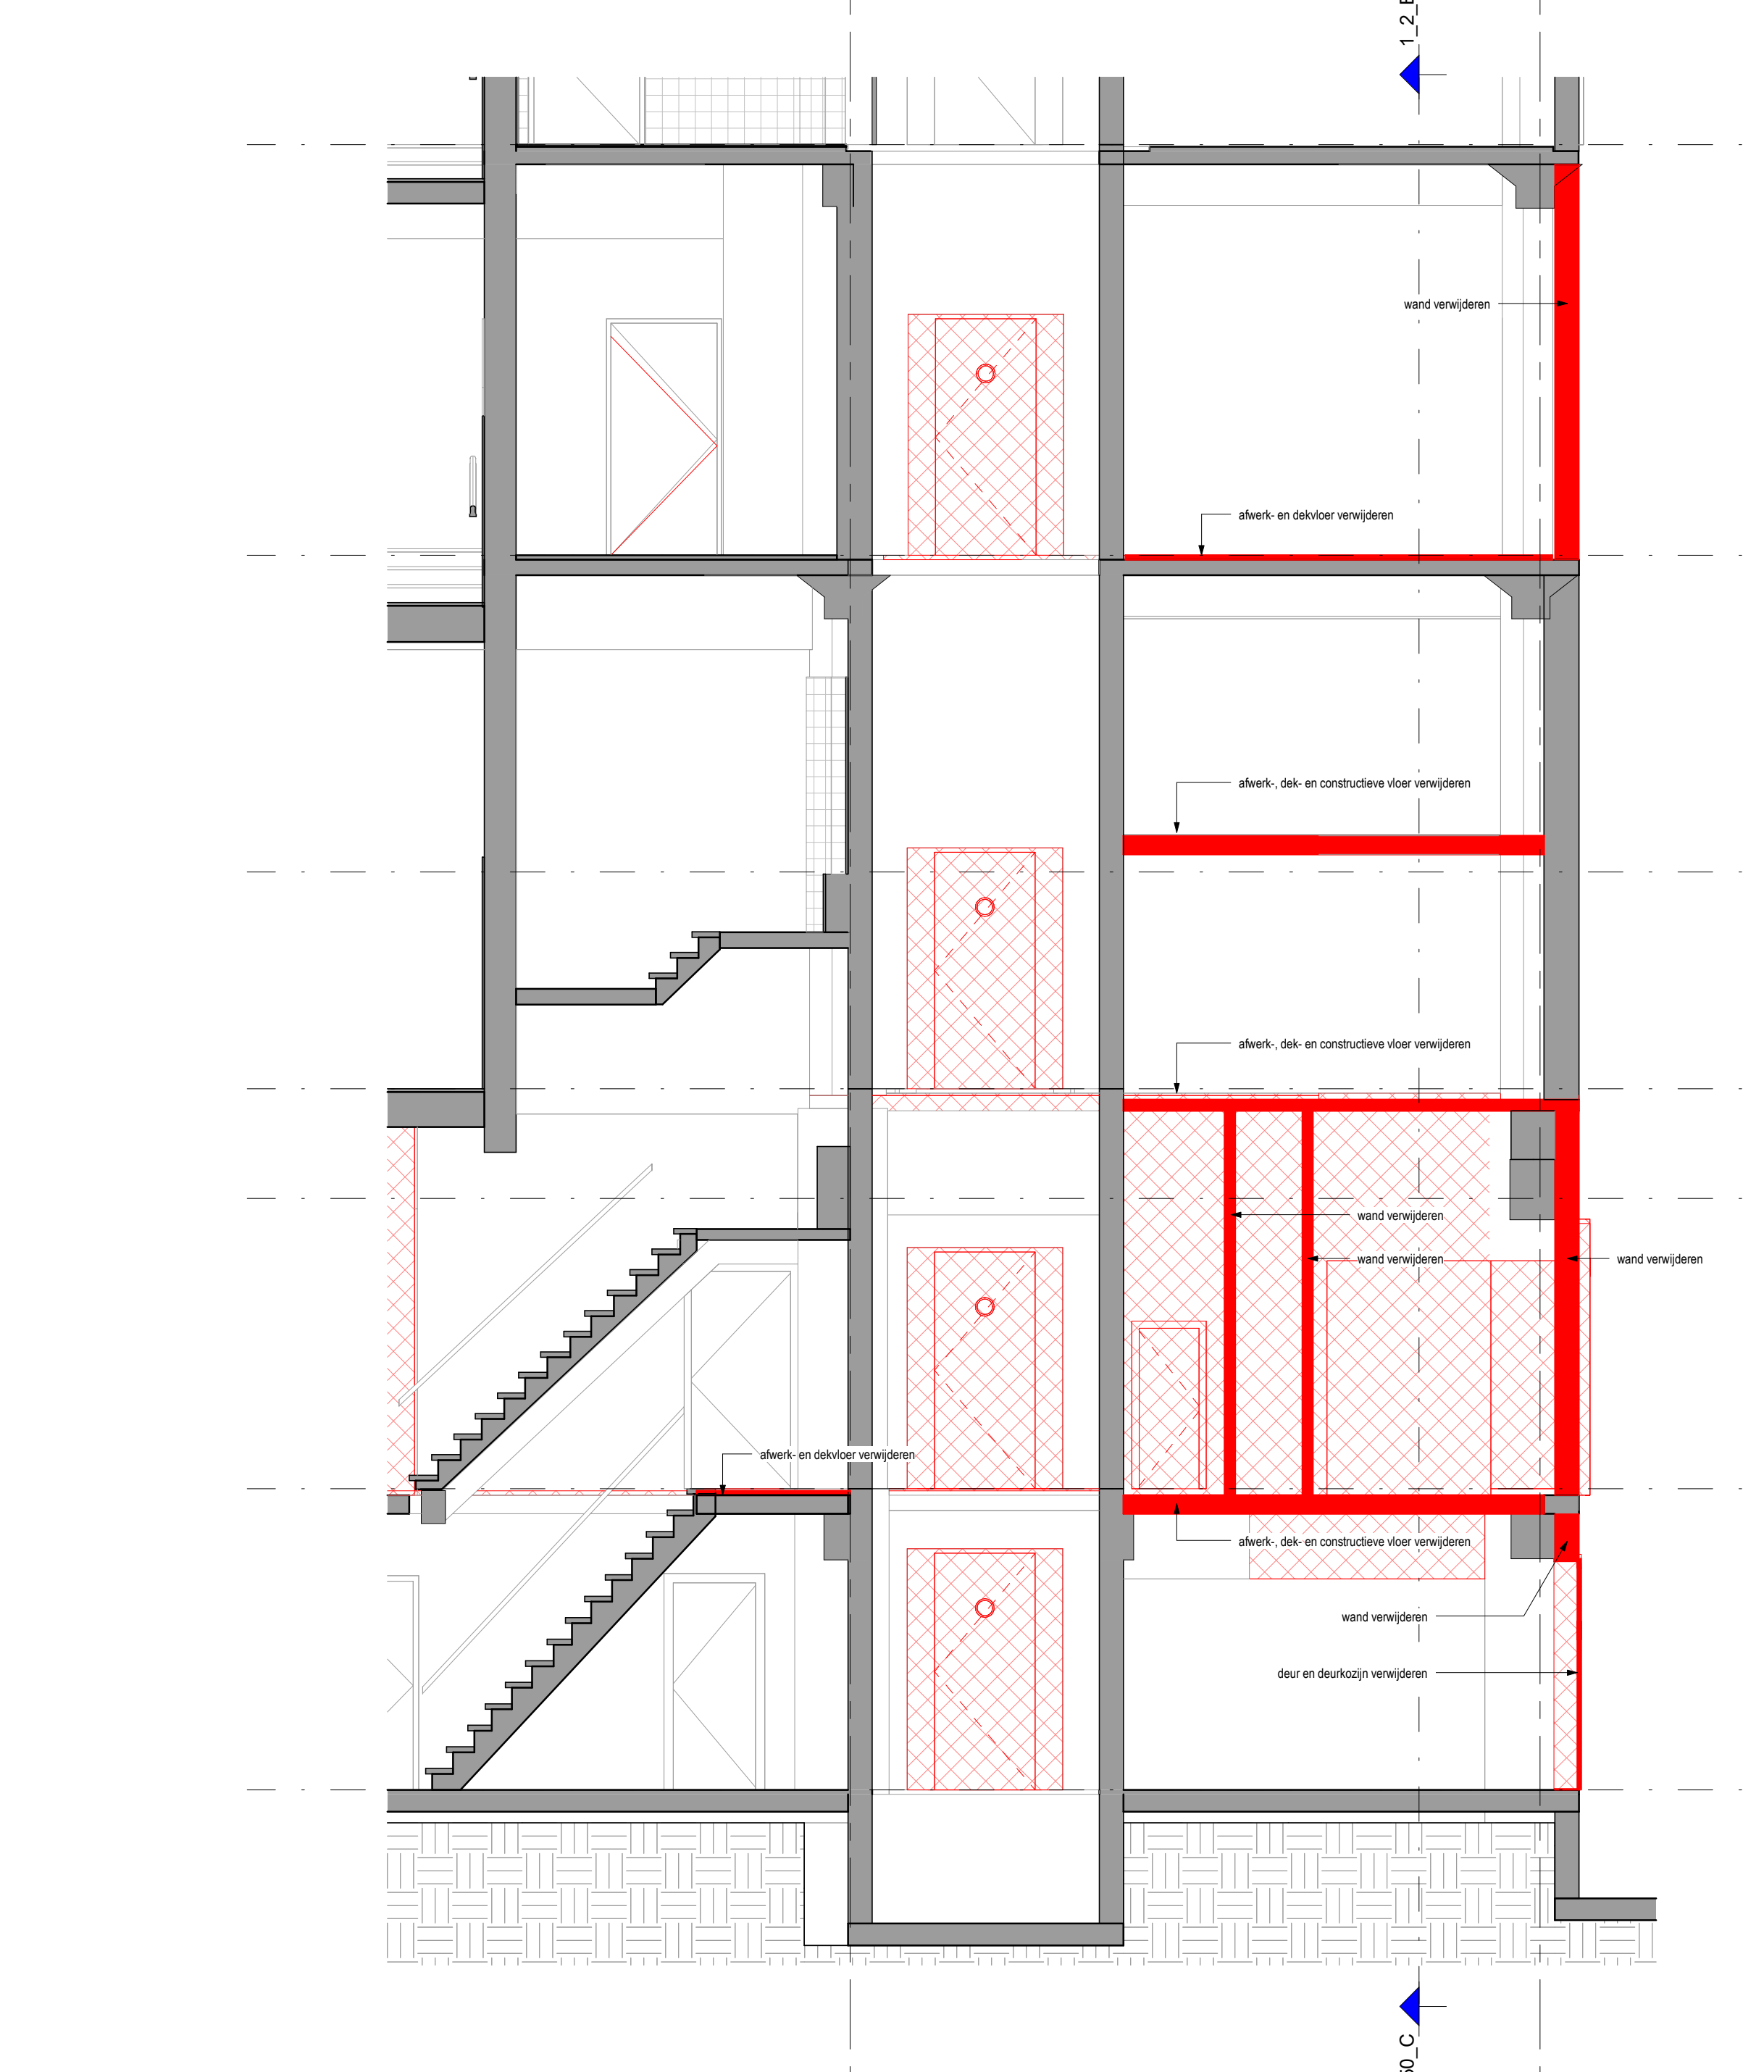 1_2_E
wand verwijderen
afwerk- en dekvloer verwijderen
afwerk-, dek- en constructieve vloer verwijderen
afwerk-, dek- en constructieve vloer verwijderen
wand verwijderen
wand verwijderen
wand verwijderen
afwerk- en dekvloer verwijderen
afwerk-, dek- en constructieve vloer verwijderen
wand verwijderen
deur en deurkozijn verwijderen
50_C